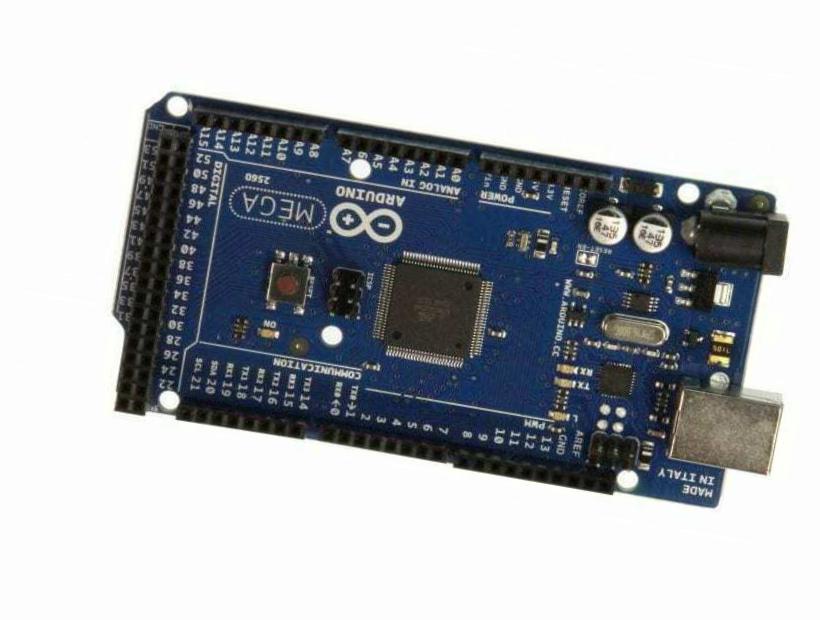 MADE
IN ITALY
AREF
GND
13
12
11
10
9
8
7
6
5
4
3
2
TX0→1
RX0←0
PWM
COMMUNICATION
TX3 14
RX3 15
TX2 16
RX2 17
TX1 18
RX1 19
SDA 20
SCL 21
L
TX
RX
WWW.ARDUINO.CC
ICSP
ON
RESET-EN
ARDUINO
MEGA
2560
DIGITAL
22
24
26
28
30
32
34
36
38
40
42
44
46
48
50
52
POWER
RESET
GND
GND
Vin
ANALOG IN
A0
A1
A2
A3
A4
A5
A7
A8
A9
A10
A11
A12
A13
A14
A15